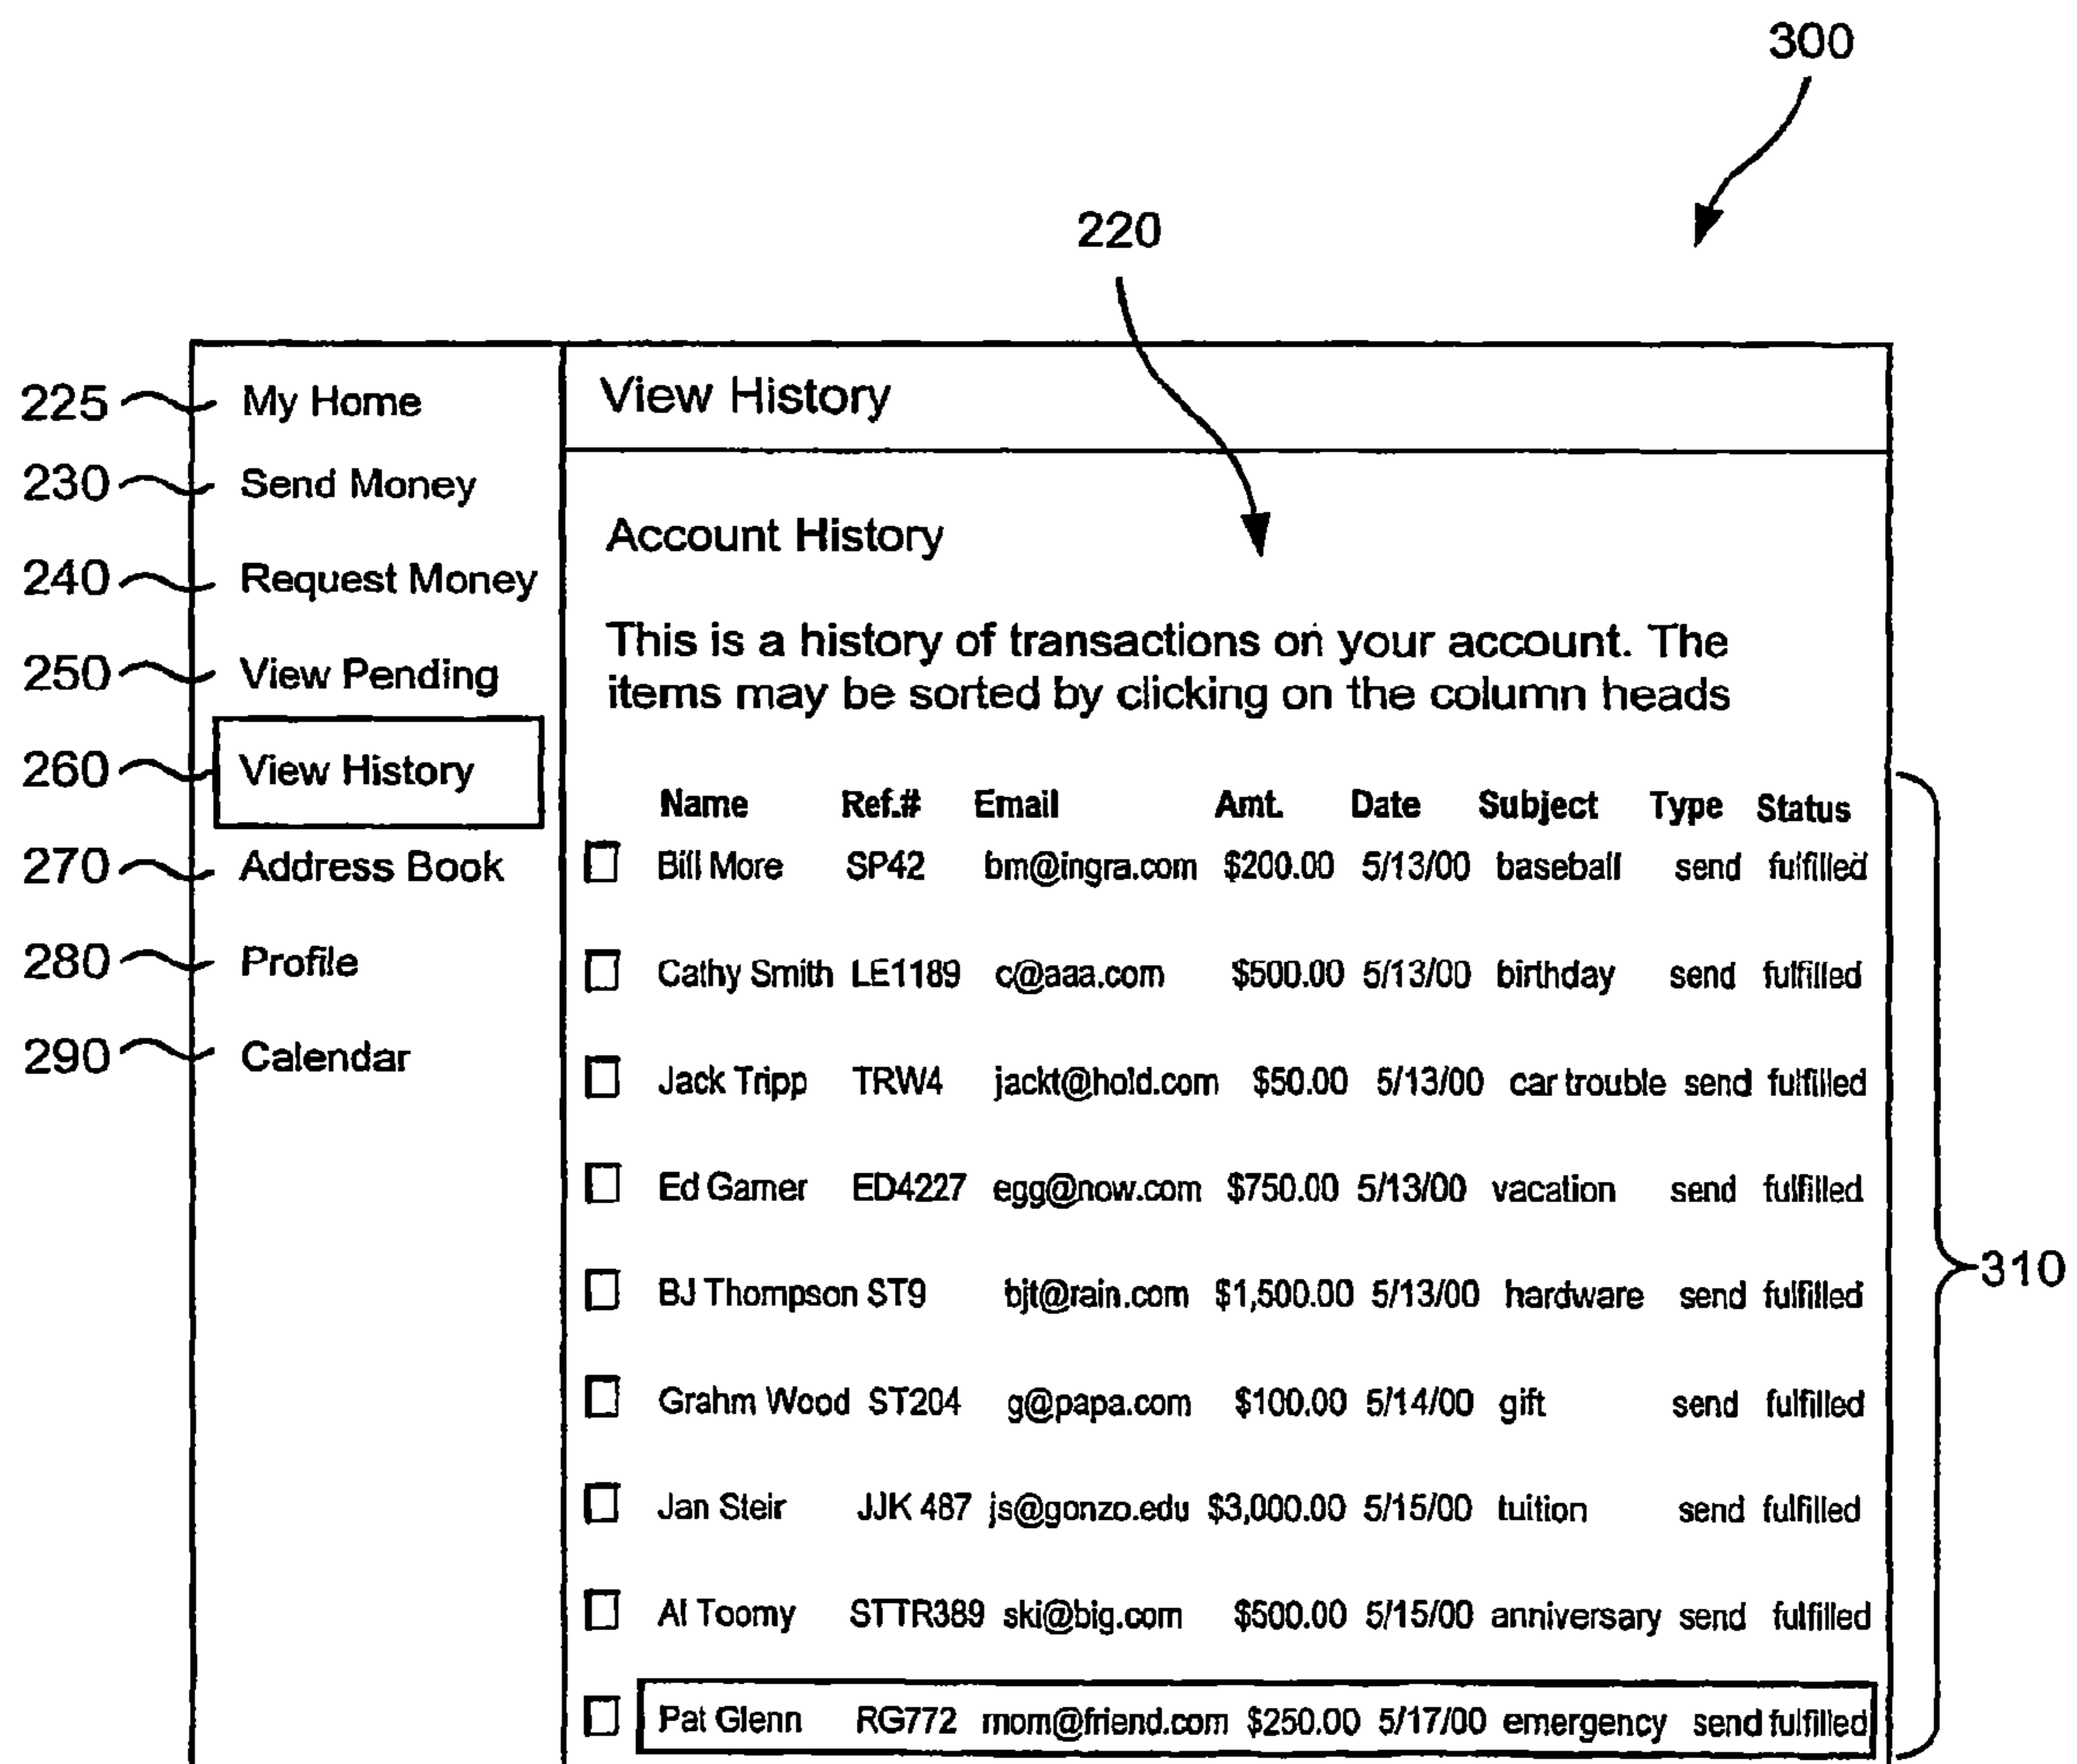 300
220
225 My Home
230 Send Money
240 Request Money
250 View Pending
260 View History
270 Address Book
280 Profile
290 Calendar
View History
Account History
This is a history of transactions on your account. The
items may be sorted by clicking on the column heads
Name Ref.# Email Amt. Date Subject Type Status
Bill More SP42 bm@ingra.com $200.00 5/13/00 baseball send fulfilled
Cathy Smith LE1189 c@aaa.com $500.00 5/13/00 birthday send fulfilled
Jack Tripp TRW4 jackt@hold.com $50.00 5/13/00 car trouble send fulfilled
Ed Garner ED4227 egg@now.com $750.00 5/13/00 vacation send fulfilled
BJ Thompson ST9 bjt@rain.com $1,500.00 5/13/00 hardware send fulfilled
Grahm Wood ST204 g@papa.com $100.00 5/14/00 gift send fulfilled
Jan Steir JJK 487 js@gonzo.edu $3,000.00 5/15/00 tuition send fulfilled
Al Toomy STTR389 ski@big.com $500.00 5/15/00 anniversary send fulfilled
Pat Glenn RG772 mom@friend.com $250.00 5/17/00 emergency send fulfilled
310